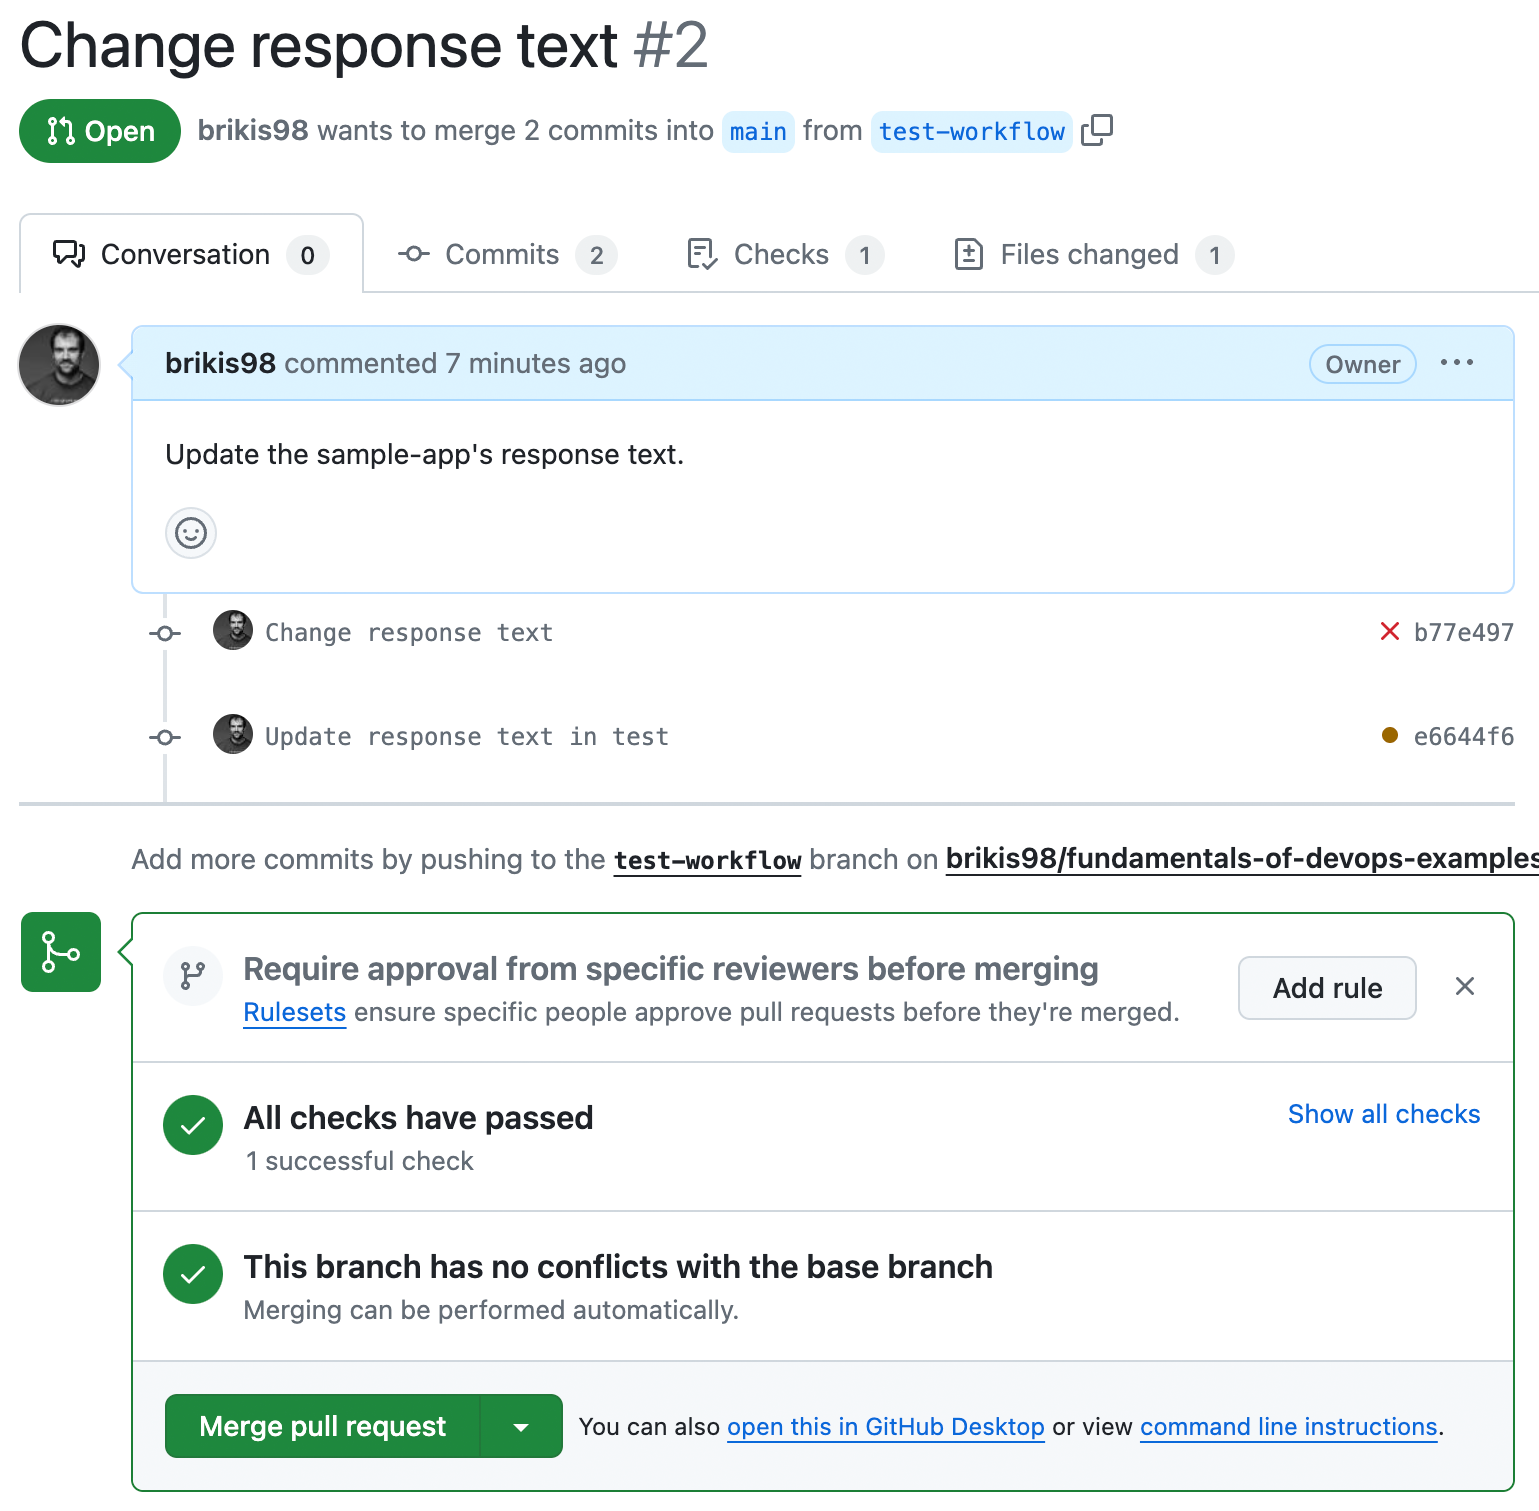 Change response text #2
Open brikis98 wants to merge 2 commits into main from test-workflow
Conversation 0 Commits 2 Checks 1 Files changed 1
brikis98 commented 7 minutes ago Owner ...
Update the sample-app's response text.
Change response text b77e497
Update response text in test e6644f6
Add more commits by pushing to the test-workflow branch on brikis98/fundamentals-of-devops-examples
Require approval from specific reviewers before merging
Rulesets ensure specific people approve pull requests before they're merged.
Add rule
All checks have passed Show all checks
1 successful check
This branch has no conflicts with the base branch
Merging can be performed automatically.
Merge pull request You can also open this in GitHub Desktop or view command line instructions.